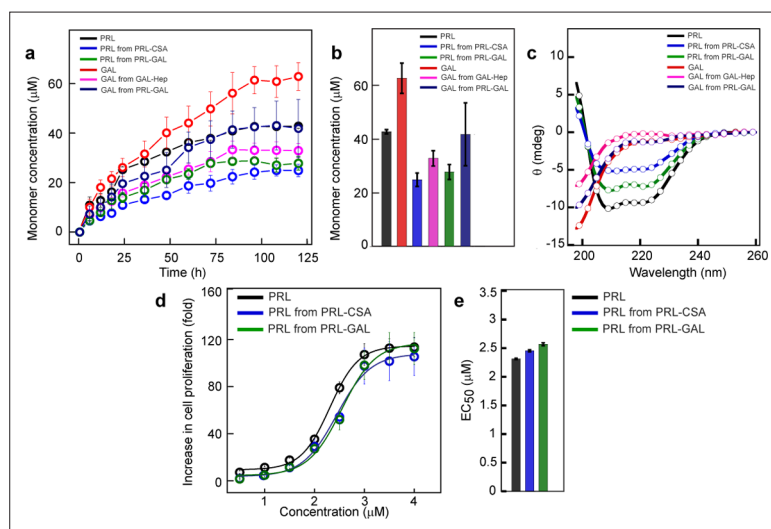 a
PRL
PRL from PRL-CSA
PRL from PRL-GAL
GAL
GAL from GAL-Hep
GAL from PRL-GAL
Monomer concentration (μM)
60
40
20
0
0
25
50
75
100
125
Time (h)
b
PRL
PRL from PRL-CSA
PRL from PRL-GAL
GAL
GAL from GAL-Hep
GAL from PRL-GAL
Monomer concentration (μM)
60
40
20
0
c
PRL
PRL from PRL-CSA
PRL from PRL-GAL
GAL
GAL from GAL-Hep
GAL from PRL-GAL
θ (mdeg)
10
5
0
-5
-10
-15
200
220
240
260
Wavelength (nm)
d
PRL
PRL from PRL-CSA
PRL from PRL-GAL
Increase in cell proliferation (fold)
160
120
80
40
0
1
2
3
4
Concentration (μM)
e
PRL
PRL from PRL-CSA
PRL from PRL-GAL
EC50 (μM)
3.5
3
2.5
2
1.5
1
.5
0